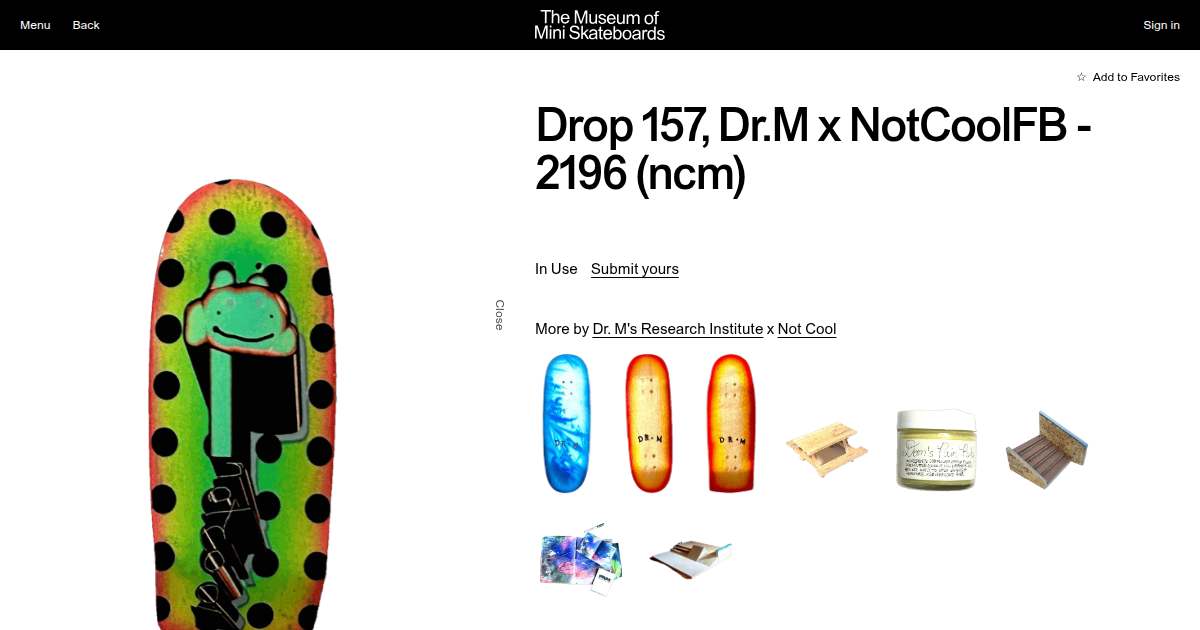 Menu
Back
The Museum of
Mini Skateboards
Sign in
☆ Add to Favorites
Drop 157, Dr.M x NotCoolFB -
2196 (ncm)
In Use
Submit yours
Close
More by Dr. M's Research Institute x Not Cool
DR·M
DR·M
DR·M